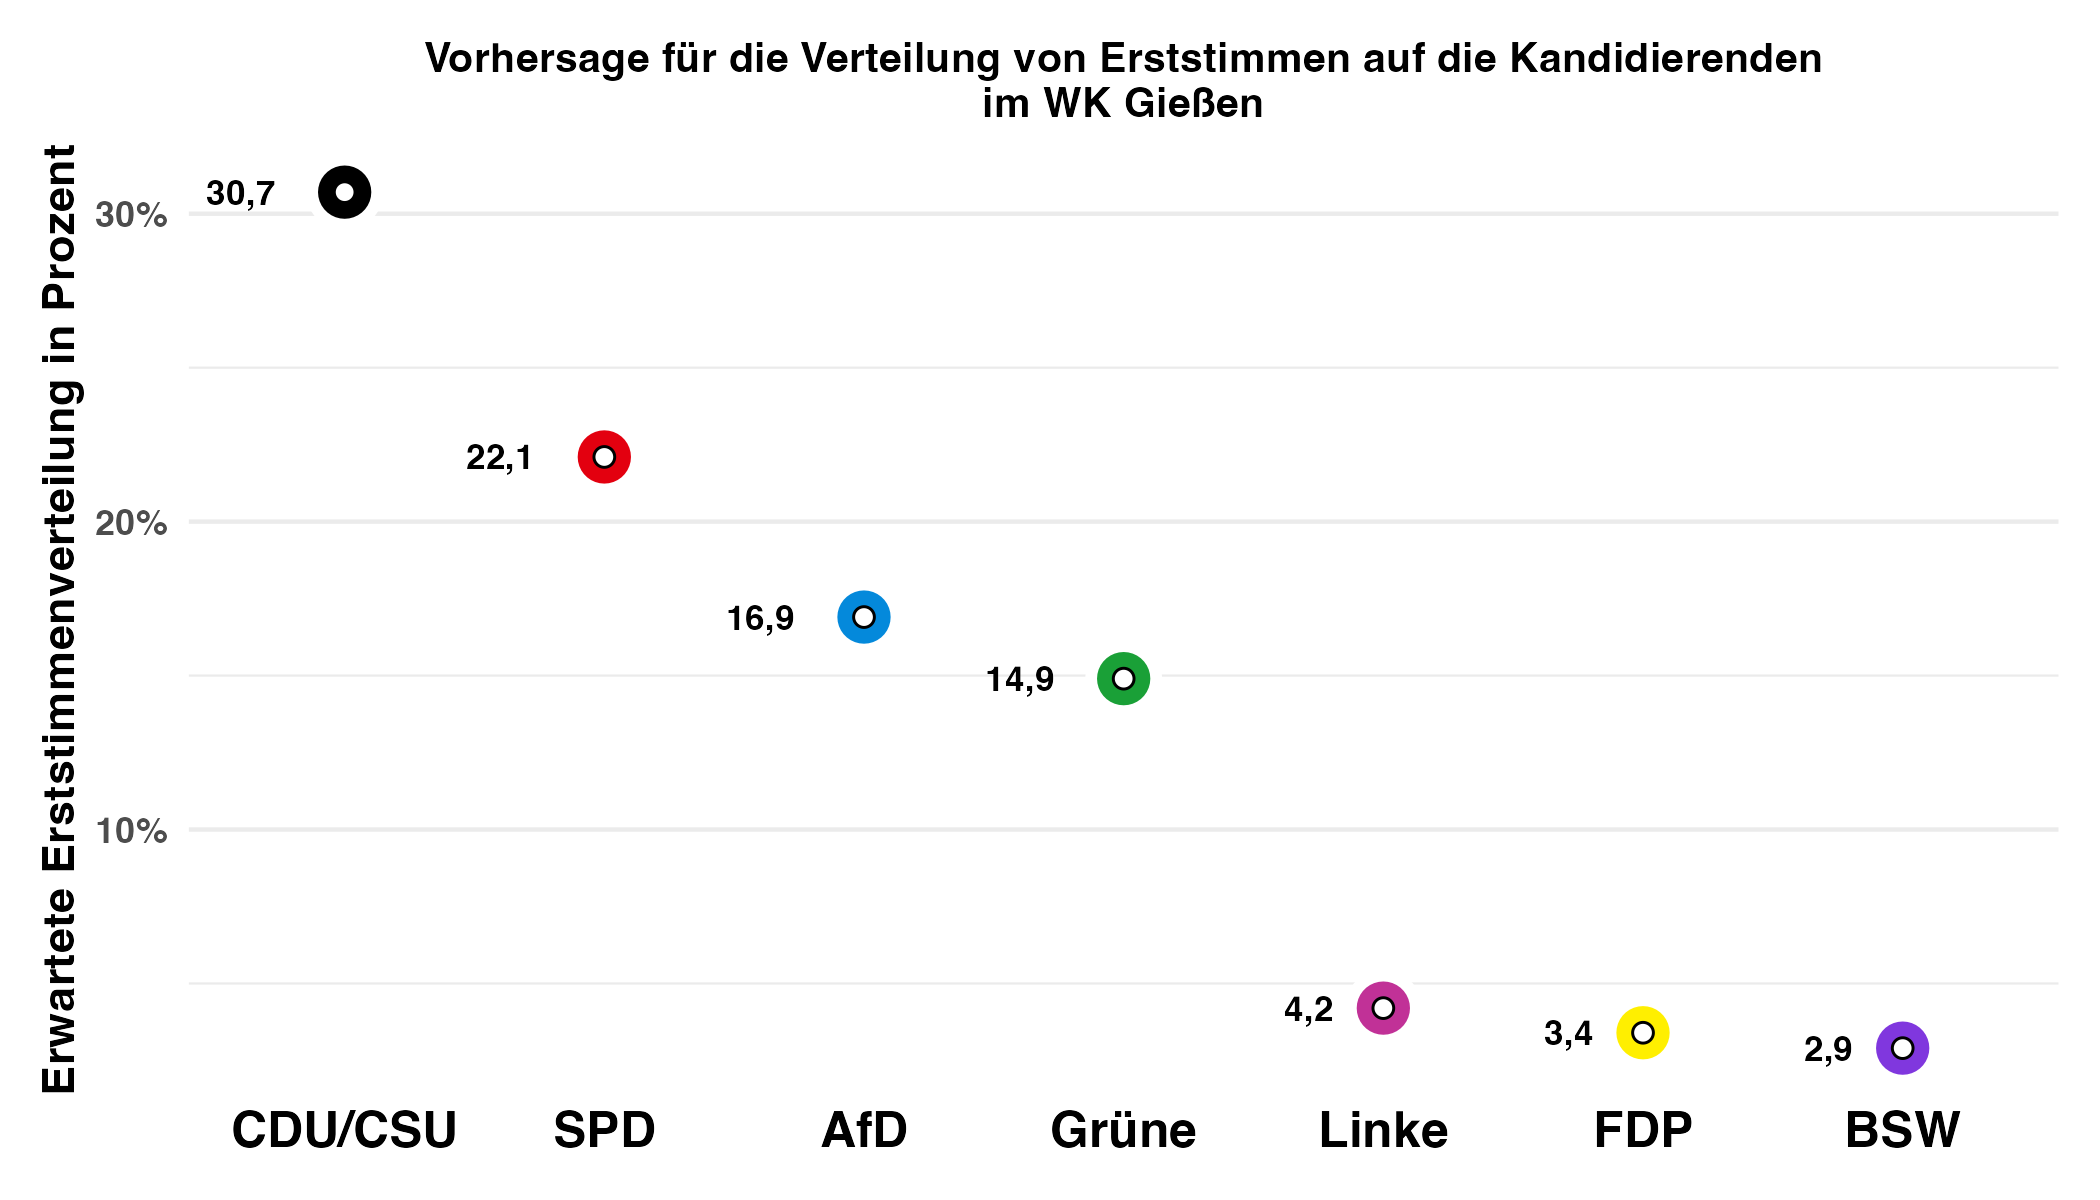 Vorhersage für die Verteilung von Erststimmen auf die Kandidierenden
im WK Gießen
Erwartete Erststimmenverteilung in Prozent
30%
20%
10%
30,7
22,1
16,9
14,9
4,2
3,4
2,9
CDU/CSU
SPD
AfD
Grüne
Linke
FDP
BSW